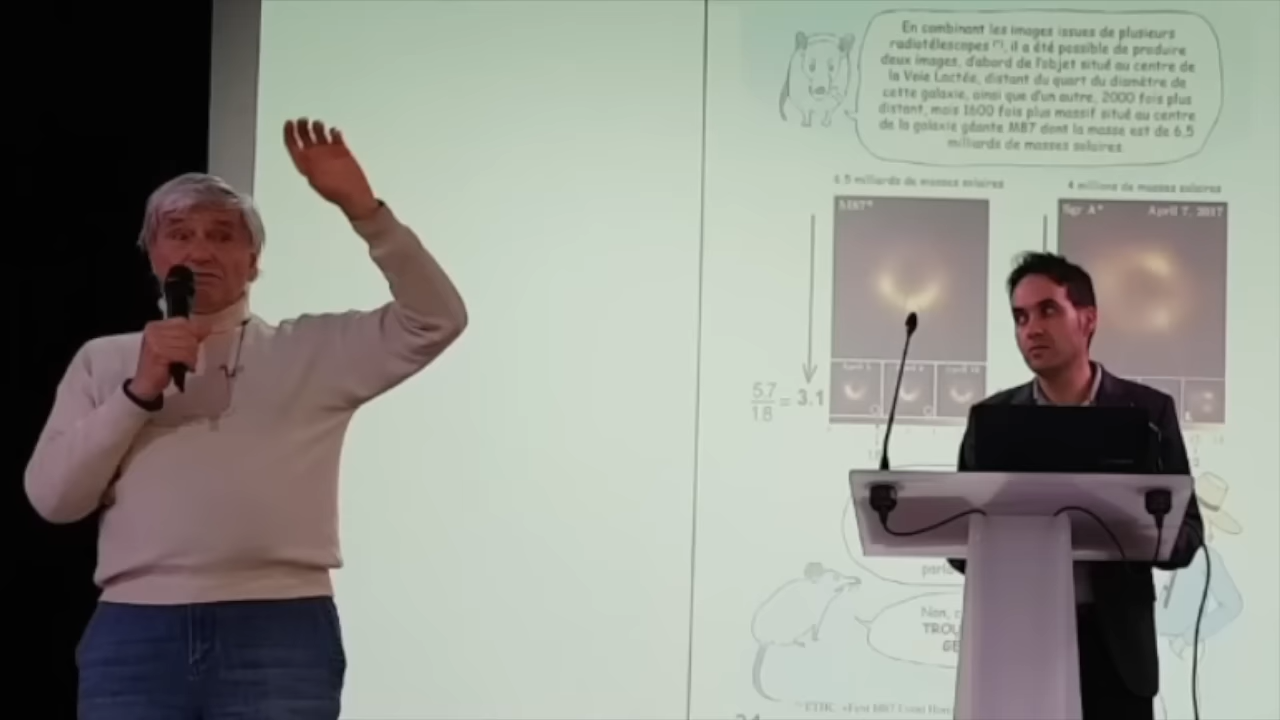 En combinant les images issues de plusieurs
radiotélescopes (*), il a été possible de produire
deux images, d'abord de l'objet situé au centre de
la Voie Lactée, distant du quart du diamètre de
cette galaxie, ainsi que d'un autre, 2000 fois plus
distant, mais 1600 fois plus massif situé au centre
de la galaxie géante M87 dont la masse est de 6,5
milliards de masses solaires.
6.5 milliards de masses solaires
4 millions de masses solaires
M87*
Sgr A* April 7, 2017
5.7
1.8
= 3.1
Non, c
TROU